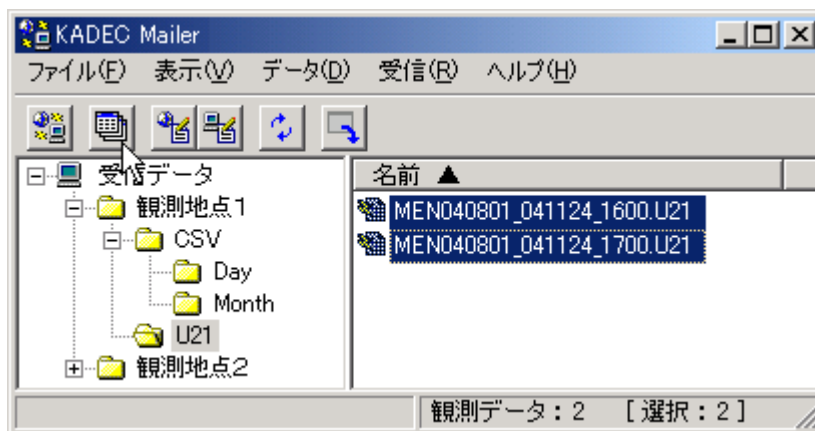 KADEC Mailer
ファイル(F) 表示(V) データ(D) 受信(R) ヘルプ(H)
受信データ
観測地点1
CSV
Day
Month
U21
観測地点2
名前 ▲
MEN040801_041124_1600.U21
MEN040801_041124_1700.U21
観測データ：2 [選択：2]